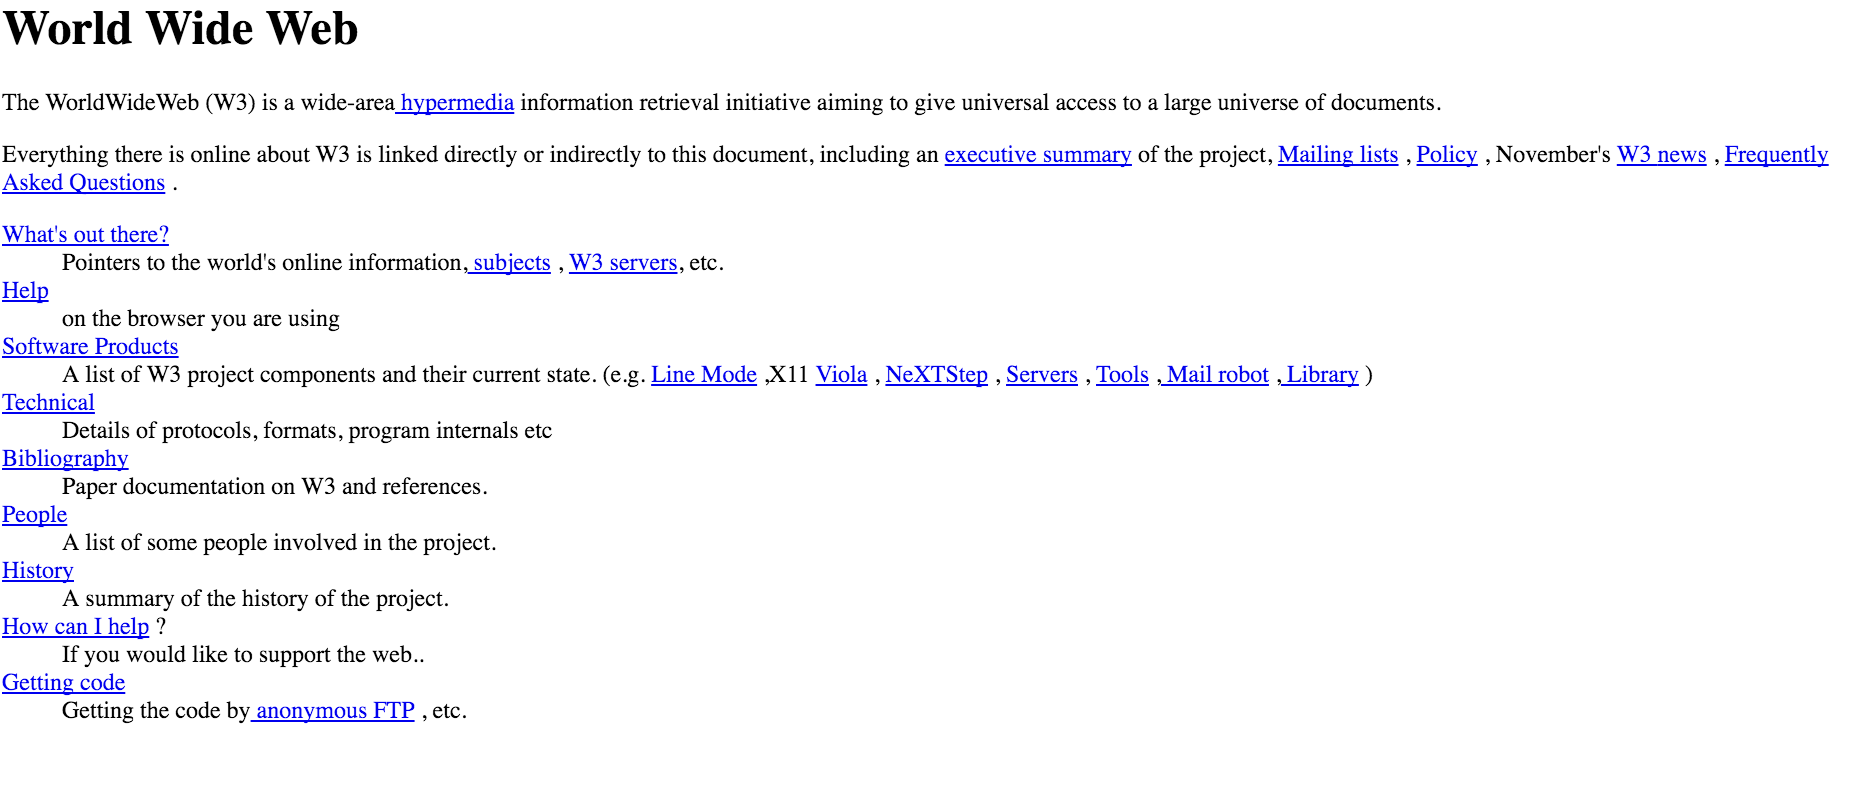 World Wide Web
The WorldWideWeb (W3) is a wide-area hypermedia information retrieval initiative aiming to give universal access to a large universe of documents.
Everything there is online about W3 is linked directly or indirectly to this document, including an executive summary of the project, Mailing lists , Policy , November's W3 news , Frequently
Asked Questions .
What's out there?
Pointers to the world's online information, subjects , W3 servers, etc.
Help
on the browser you are using
Software Products
A list of W3 project components and their current state. (e.g. Line Mode ,X11 Viola , NeXTStep , Servers , Tools , Mail robot , Library )
Technical
Details of protocols, formats, program internals etc
Bibliography
Paper documentation on W3 and references.
People
A list of some people involved in the project.
History
A summary of the history of the project.
How can I help ?
If you would like to support the web..
Getting code
Getting the code by anonymous FTP , etc.